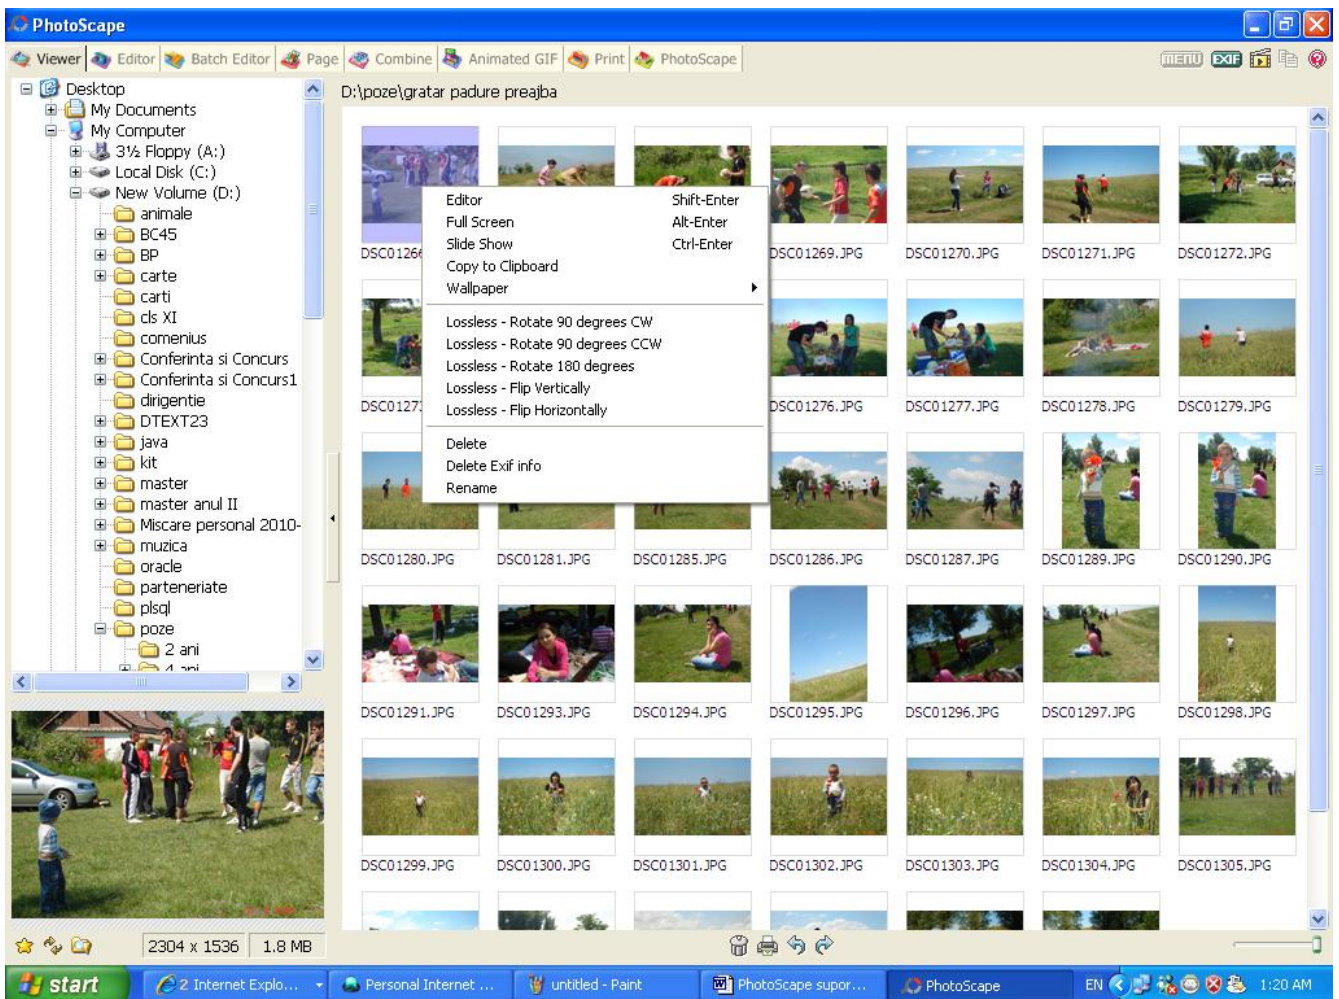 PhotoScape
Viewer Editor Batch Editor Page Combine Animated GIF Print PhotoScape MENU EXIF
Desktop
My Documents
My Computer
3½ Floppy (A:)
Local Disk (C:)
New Volume (D:)
animale
BC45
BP
carte
carti
cls XI
comenius
Conferinta si Concurs
Conferinta si Concurs1
dirigentie
DTEXT23
java
kit
master
master anul II
Miscare personal 2010-
muzica
oracle
parteneriate
plsql
poze
2 ani
4 ani
D:\poze\gratar padure preajba
DSC01266 DSC01269.JPG DSC01270.JPG DSC01271.JPG DSC01272.JPG
Editor Shift-Enter
Full Screen Alt-Enter
Slide Show Ctrl-Enter
Copy to Clipboard
Wallpaper
Lossless - Rotate 90 degrees CW
Lossless - Rotate 90 degrees CCW
Lossless - Rotate 180 degrees
Lossless - Flip Vertically
Lossless - Flip Horizontally
Delete
Delete Exif info
Rename
DSC01276.JPG DSC01277.JPG DSC01278.JPG DSC01279.JPG
DSC01280.JPG DSC01281.JPG DSC01285.JPG DSC01286.JPG DSC01287.JPG DSC01289.JPG DSC01290.JPG
DSC01291.JPG DSC01293.JPG DSC01294.JPG DSC01295.JPG DSC01296.JPG DSC01297.JPG DSC01298.JPG
DSC01299.JPG DSC01300.JPG DSC01301.JPG DSC01302.JPG DSC01303.JPG DSC01304.JPG DSC01305.JPG
2304 x 1536 1.8 MB
start 2 Internet Explo... Personal Internet ... untitled - Paint PhotoScape supor... PhotoScape EN 1:20 AM